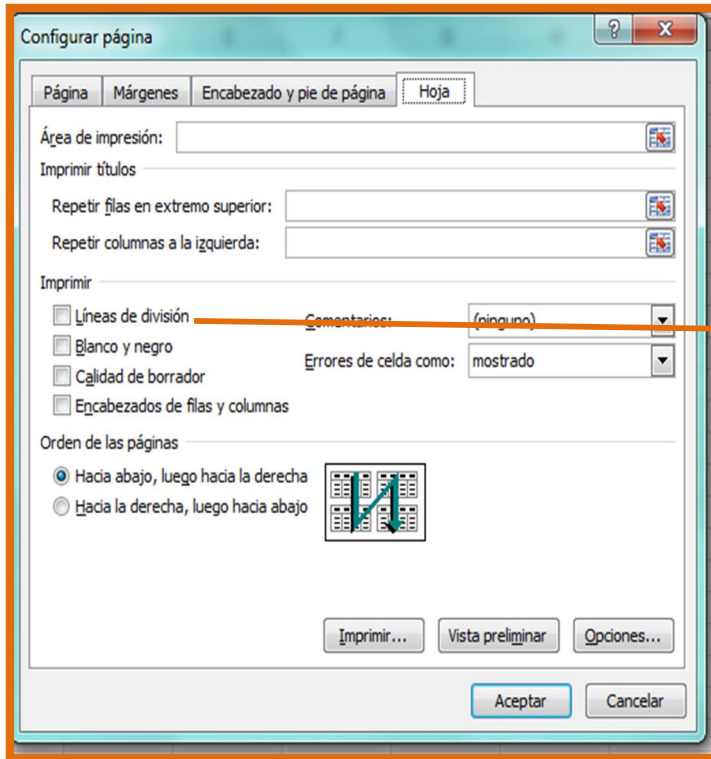 Configurar página
Página Márgenes Encabezado y pie de página Hoja
Área de impresión:
Imprimir títulos
Repetir filas en extremo superior:
Repetir columnas a la izquierda:
Imprimir
Líneas de división Comentarios: (ninguno)
Blanco y negro
Errores de celda como: mostrado
Calidad de borrador
Encabezados de filas y columnas
Orden de las páginas
Hacia abajo, luego hacia la derecha
Hacia la derecha, luego hacia abajo
Imprimir... Vista preliminar Opciones...
Aceptar Cancelar